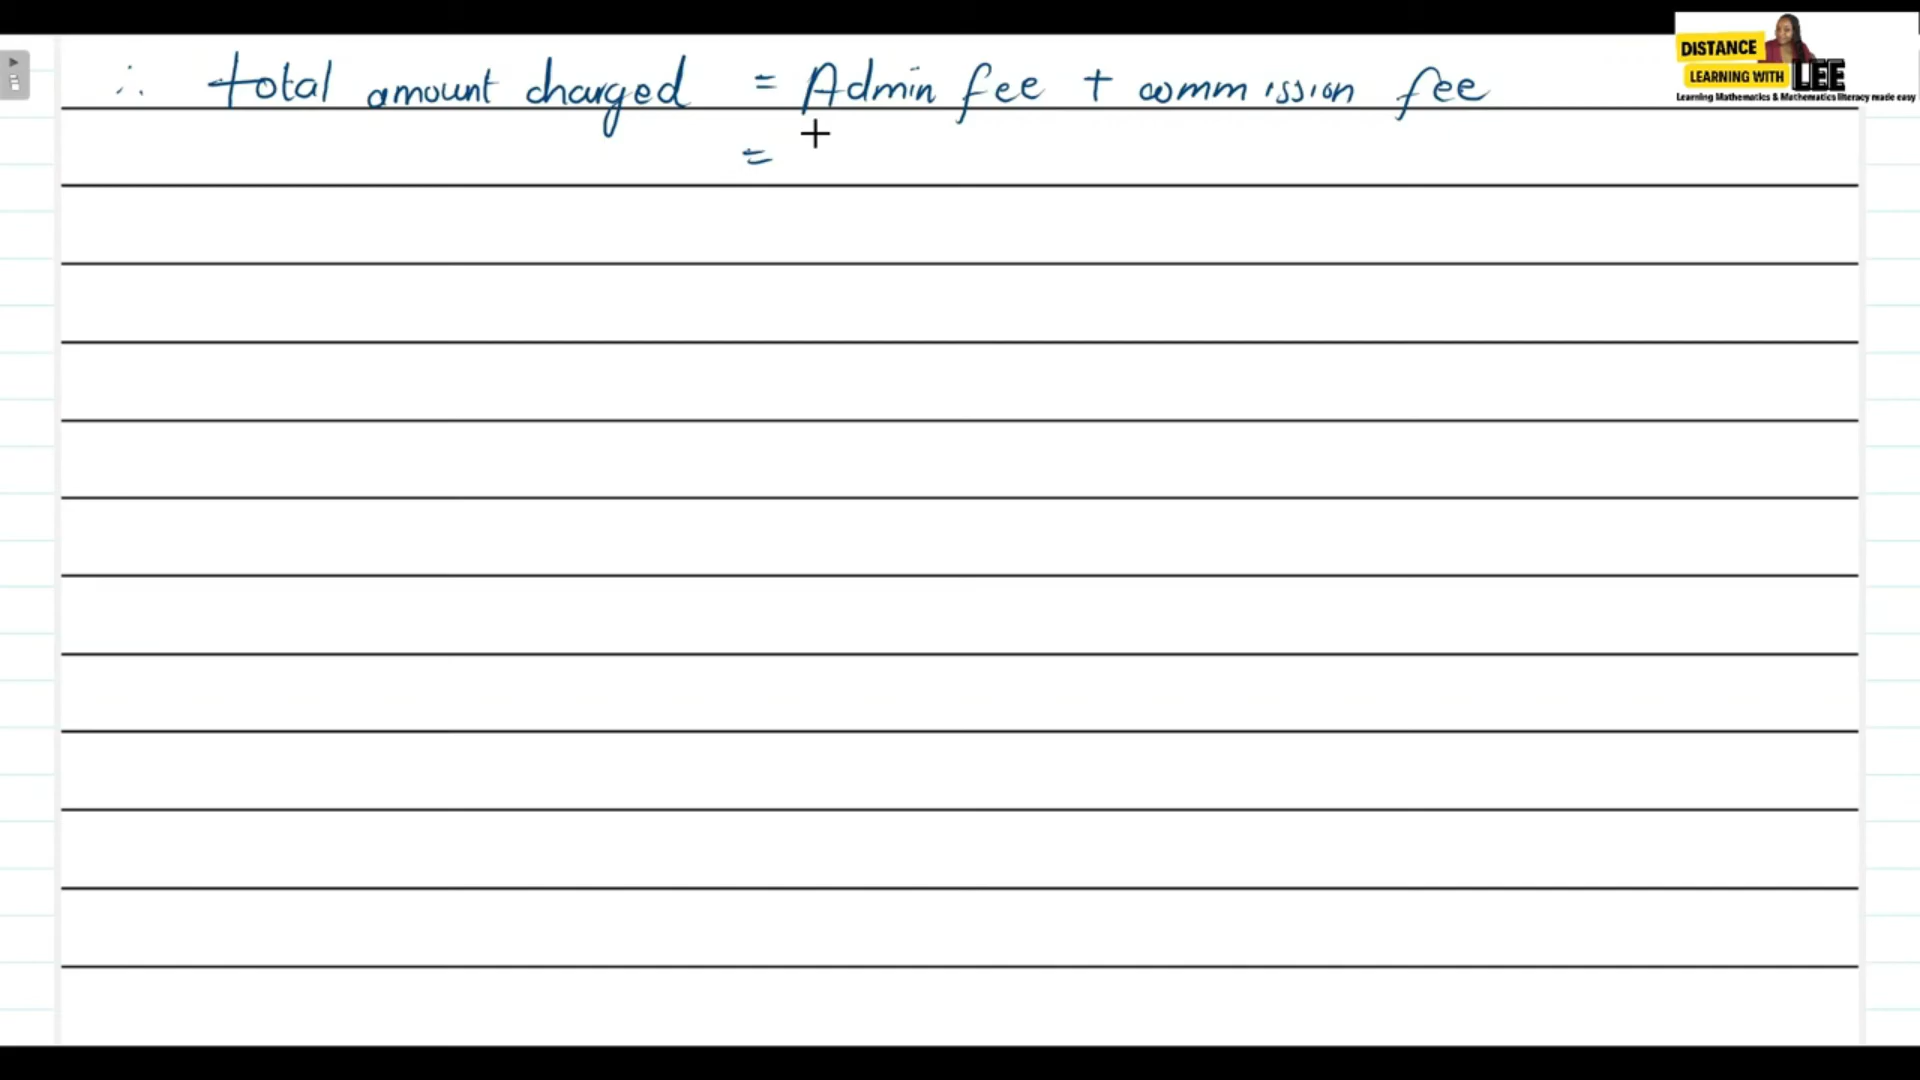 ∴ total amount charged = Admin fee + commission fee
=
DISTANCE
LEARNING WITH LEE
Learning Mathematics & Mathematics literacy made easy